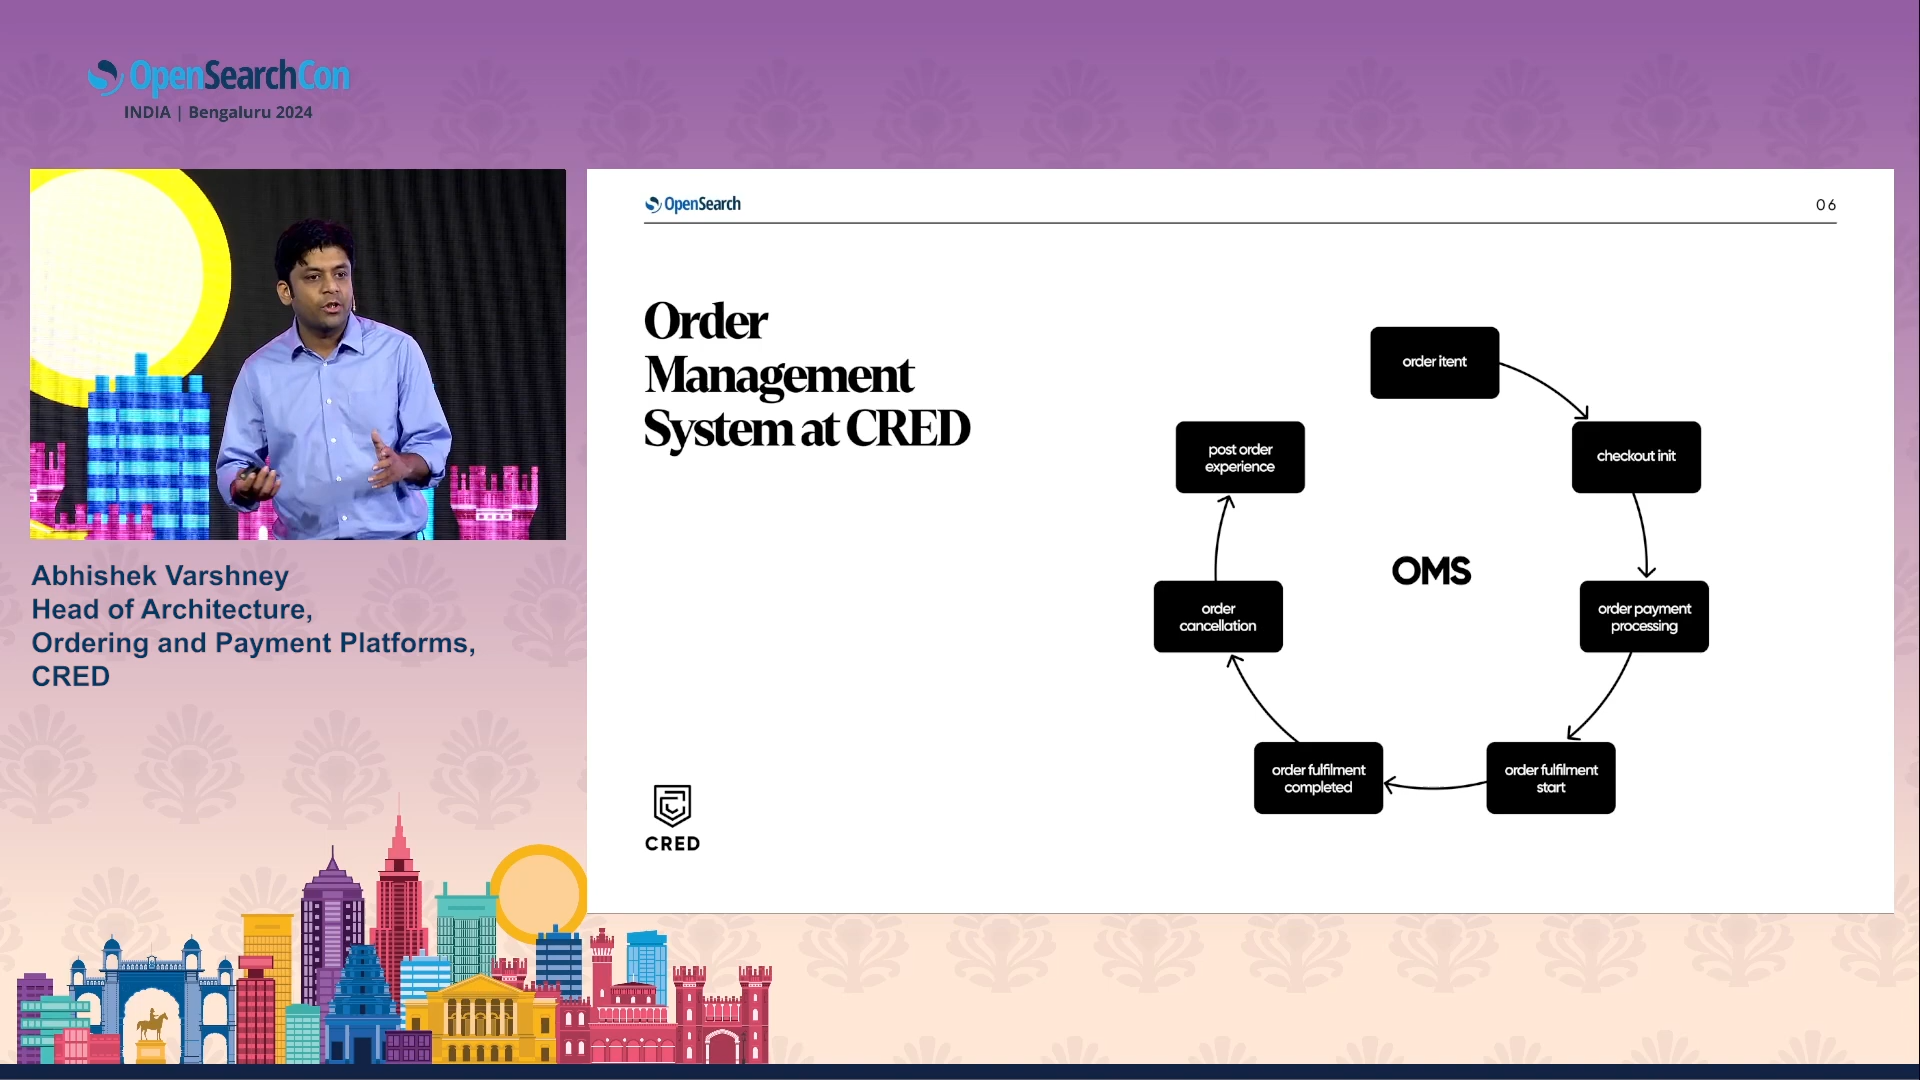 OpenSearchCon
INDIA | Bengaluru 2024
Abhishek Varshney
Head of Architecture,
Ordering and Payment Platforms,
CRED
OpenSearch
06
Order
Management
System at CRED
order itent
checkout init
order payment
processing
order fulfilment
start
order fulfilment
completed
order
cancellation
post order
experience
OMS
CRED